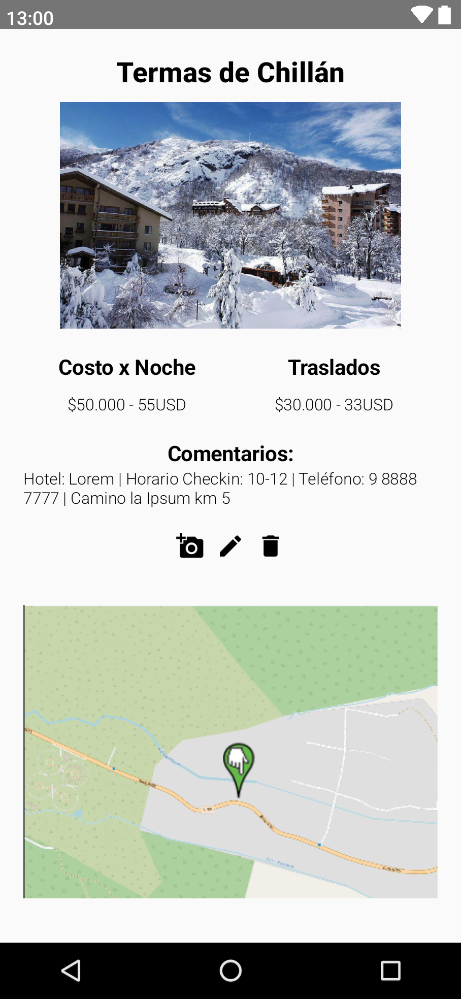 13:00
Termas de Chillán
Costo x Noche
Traslados
$50.000 - 55USD
$30.000 - 33USD
Comentarios:
Hotel: Lorem | Horario Checkin: 10-12 | Teléfono: 9 8888
7777 | Camino la Ipsum km 5